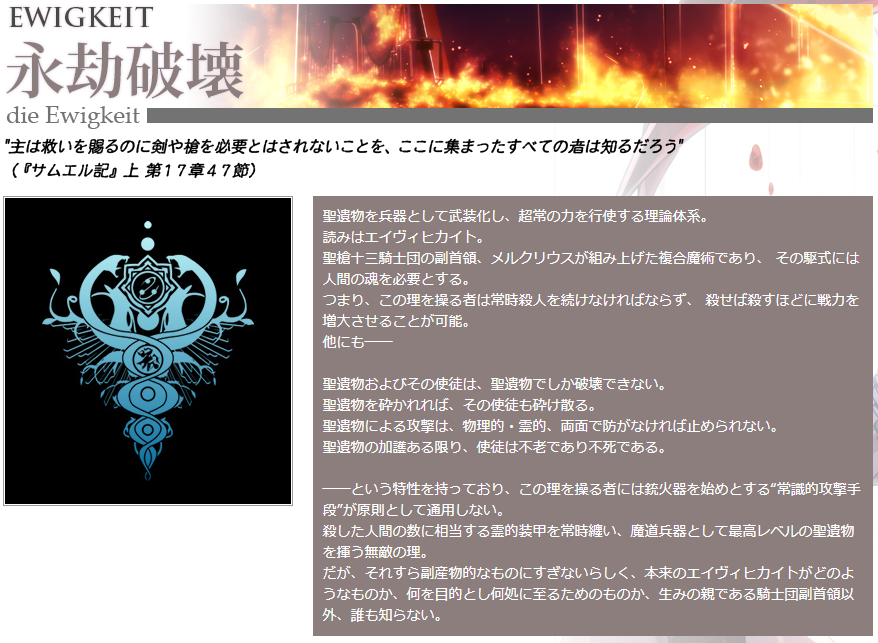 EWIGKEIT
永劫破壊
die Ewigkeit
"主は救いを賜るのに剣や槍を必要とはされないことを、ここに集まったすべての者は知るだろう"
（『サムエル記』上 第１７章４７節）
聖遺物を兵器として武装化し、超常の力を行使する理論体系。
読みはエイヴィヒカイト。
聖槍十三騎士団の副首領、メルクリウスが組み上げた複合魔術であり、 その駆式には
人間の魂を必要とする。
つまり、この理を操る者は常時殺人を続けなければならず、 殺せば殺すほどに戦力を
増大させることが可能。
他にも――
聖遺物およびその使徒は、聖遺物でしか破壊できない。
聖遺物を砕かれれば、その使徒も砕け散る。
聖遺物による攻撃は、物理的・霊的、両面で防がなければ止められない。
聖遺物の加護ある限り、使徒は不老であり不死である。
――という特性を持っており、この理を操る者には銃火器を始めとする“常識的攻撃手
段”が原則として通用しない。
殺した人間の数に相当する霊的装甲を常時纏い、魔道兵器として最高レベルの聖遺物
を揮う無敵の理。
だが、それすら副産物的なものにすぎないらしく、本来のエイヴィヒカイトがどのよ
うなものか、何を目的とし何処に至るためのものか、生みの親である騎士団副首領以
外、誰も知らない。